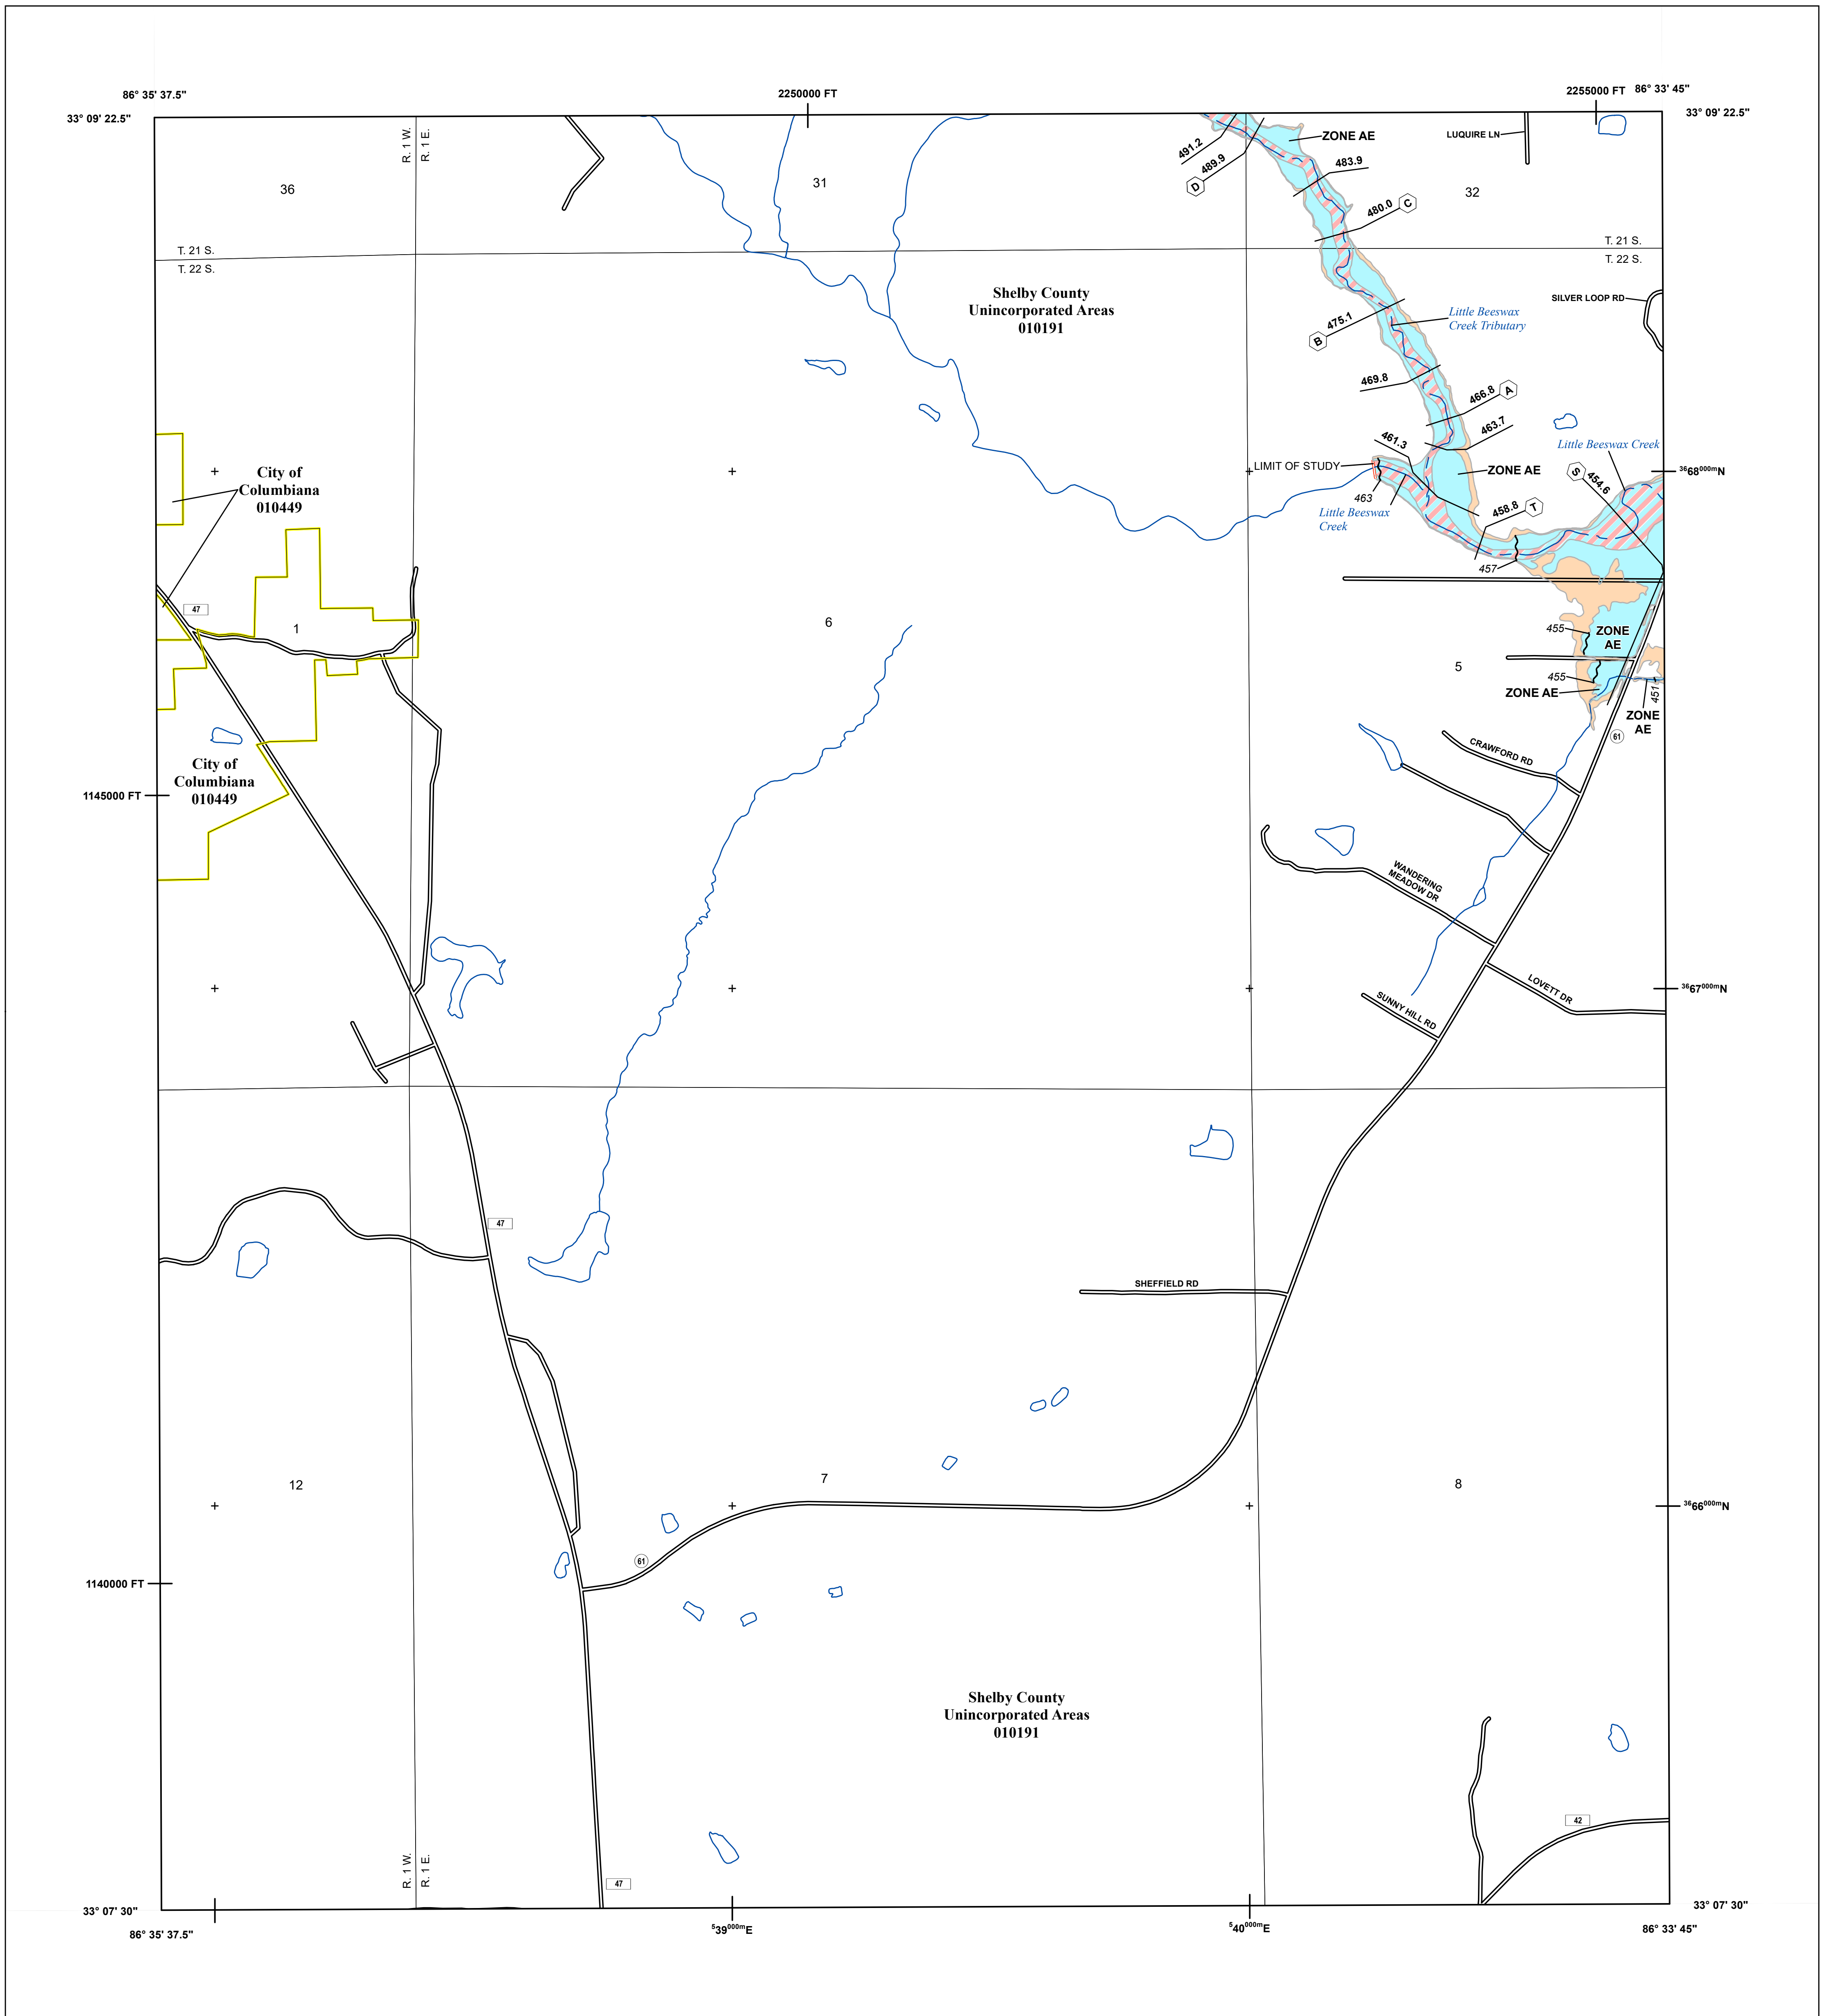 86° 35' 37.5"
2250000 FT
2255000 FT
86° 33' 45"
33° 09' 22.5"
33° 09' 22.5"
R. 1 W.
R. 1 E.
36
31
32
491.2
489.9
D
ZONE AE
483.9
LUQUIRE LN
480.0
C
T. 21 S.
T. 22 S.
T. 21 S.
T. 22 S.
Shelby County
Unincorporated Areas
010191
SILVER LOOP RD
Little Beeswax
Creek Tributary
475.1
B
469.8
466.8
A
463.7
461.3
Little Beeswax Creek
City of
Columbiana
010449
LIMIT OF STUDY
ZONE AE
S
454.6
3668000mN
463
Little Beeswax
Creek
458.8
T
457
47
1
6
5
455
ZONE
AE
455
ZONE AE
451
ZONE
AE
61
City of
Columbiana
010449
CRAWFORD RD
1145000 FT
WANDERING
MEADOW DR
LOVETT DR
SUNNY HILL RD
3667000mN
47
SHEFFIELD RD
12
7
8
3666000mN
61
1140000 FT
Shelby County
Unincorporated Areas
010191
42
R. 1 W.
R. 1 E.
47
33° 07' 30"
33° 07' 30"
86° 35' 37.5"
539000mE
540000mE
86° 33' 45"